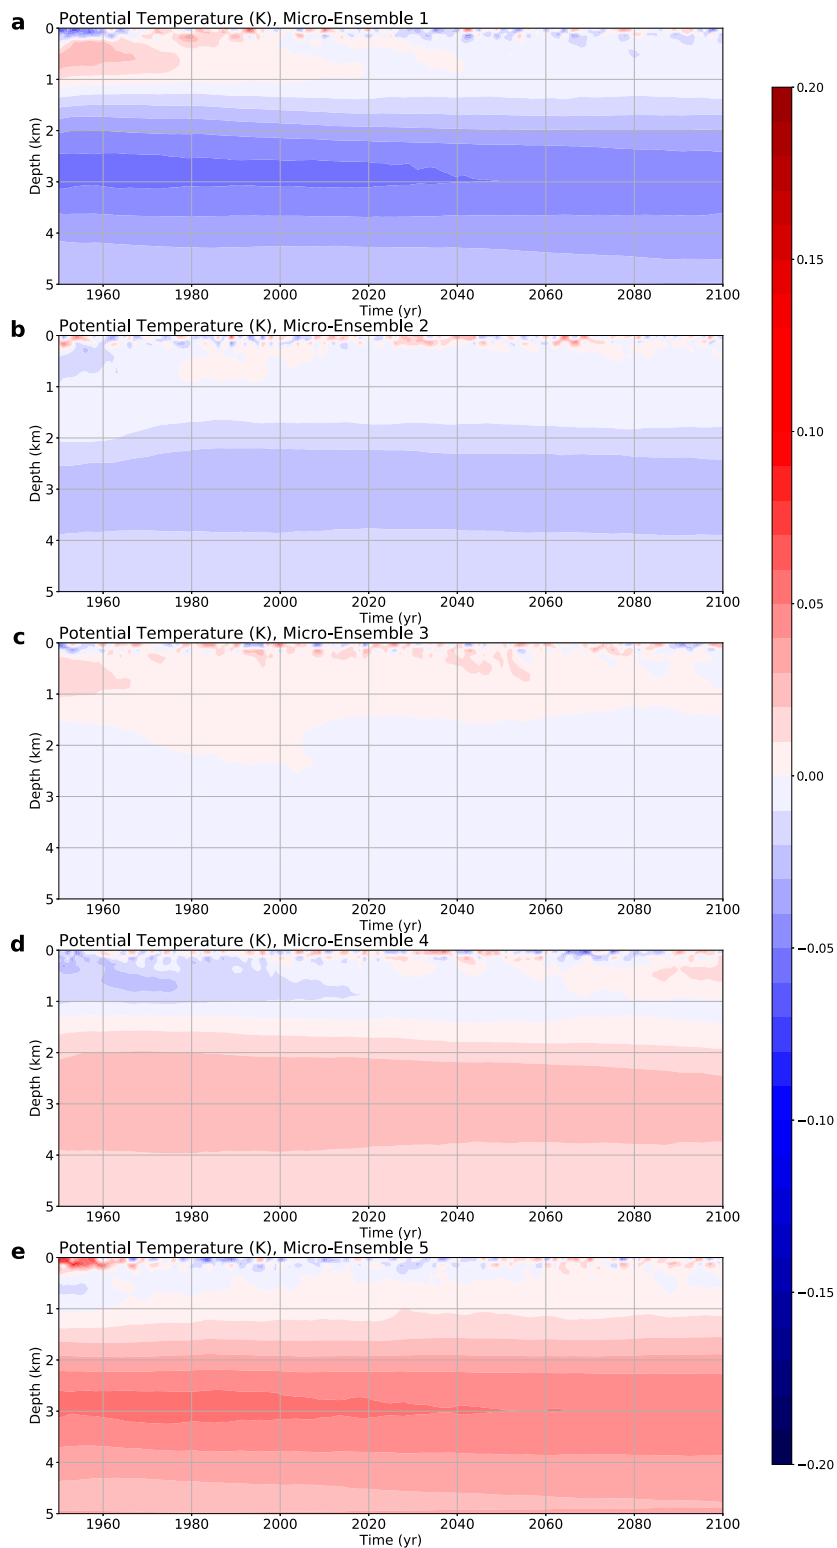 a Potential Temperature (K), Micro-Ensemble 1
0
1
2
3
4
5
Depth (km)
1960 1980 2000 2020 2040 2060 2080 2100
Time (yr)
b Potential Temperature (K), Micro-Ensemble 2
0
1
2
3
4
5
Depth (km)
1960 1980 2000 2020 2040 2060 2080 2100
Time (yr)
c Potential Temperature (K), Micro-Ensemble 3
0
1
2
3
4
5
Depth (km)
1960 1980 2000 2020 2040 2060 2080 2100
Time (yr)
d Potential Temperature (K), Micro-Ensemble 4
0
1
2
3
4
5
Depth (km)
1960 1980 2000 2020 2040 2060 2080 2100
Time (yr)
e Potential Temperature (K), Micro-Ensemble 5
0
1
2
3
4
5
Depth (km)
1960 1980 2000 2020 2040 2060 2080 2100
Time (yr)
0.20
0.15
0.10
0.05
0.00
−0.05
−0.10
−0.15
−0.20